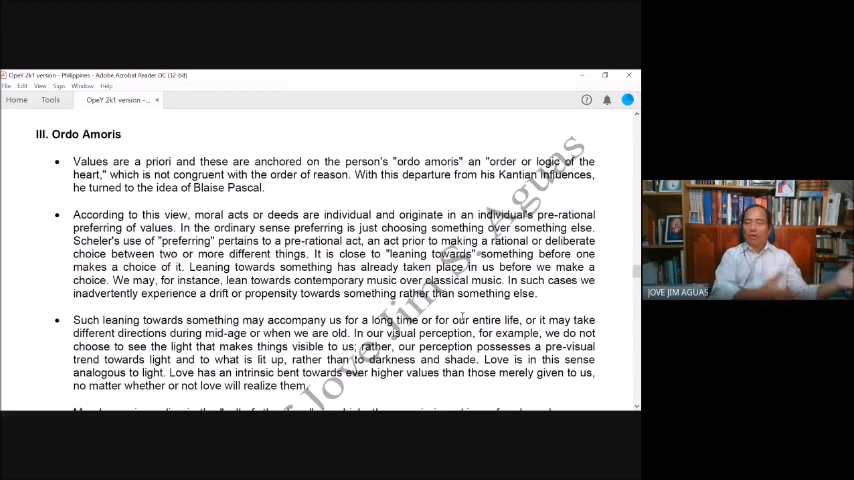 OpeY 2k1 version - Philippines - Adobe Acrobat Reader DC (32-bit)
File Edit View Sign Window Help
Home Tools OpeY 2k1 version -... ×
III. Ordo Amoris
• Values are a priori and these are anchored on the person's "ordo amoris" an "order or logic of the
heart," which is not congruent with the order of reason. With this departure from his Kantian influences,
he turned to the idea of Blaise Pascal.
• According to this view, moral acts or deeds are individual and originate in an individual's pre-rational
preferring of values. In the ordinary sense preferring is just choosing something over something else.
Scheler's use of "preferring" pertains to a pre-rational act, an act prior to making a rational or deliberate
choice between two or more different things. It is close to "leaning towards" something before one
makes a choice of it. Leaning towards something has already taken place in us before we make a
choice. We may, for instance, lean towards contemporary music over classical music. In such cases we
inadvertently experience a drift or propensity towards something rather than something else.
• Such leaning towards something may accompany us for a long time or for our entire life, or it may take
different directions during mid-age or when we are old. In our visual perception, for example, we do not
choose to see the light that makes things visible to us; rather, our perception possesses a pre-visual
trend towards light and to what is lit up, rather than to darkness and shade. Love is in this sense
analogous to light. Love has an intrinsic bent towards ever higher values than those merely given to us,
no matter whether or not love will realize them.
of Jove Jim S. Aguas
JOVE JIM AGUAS